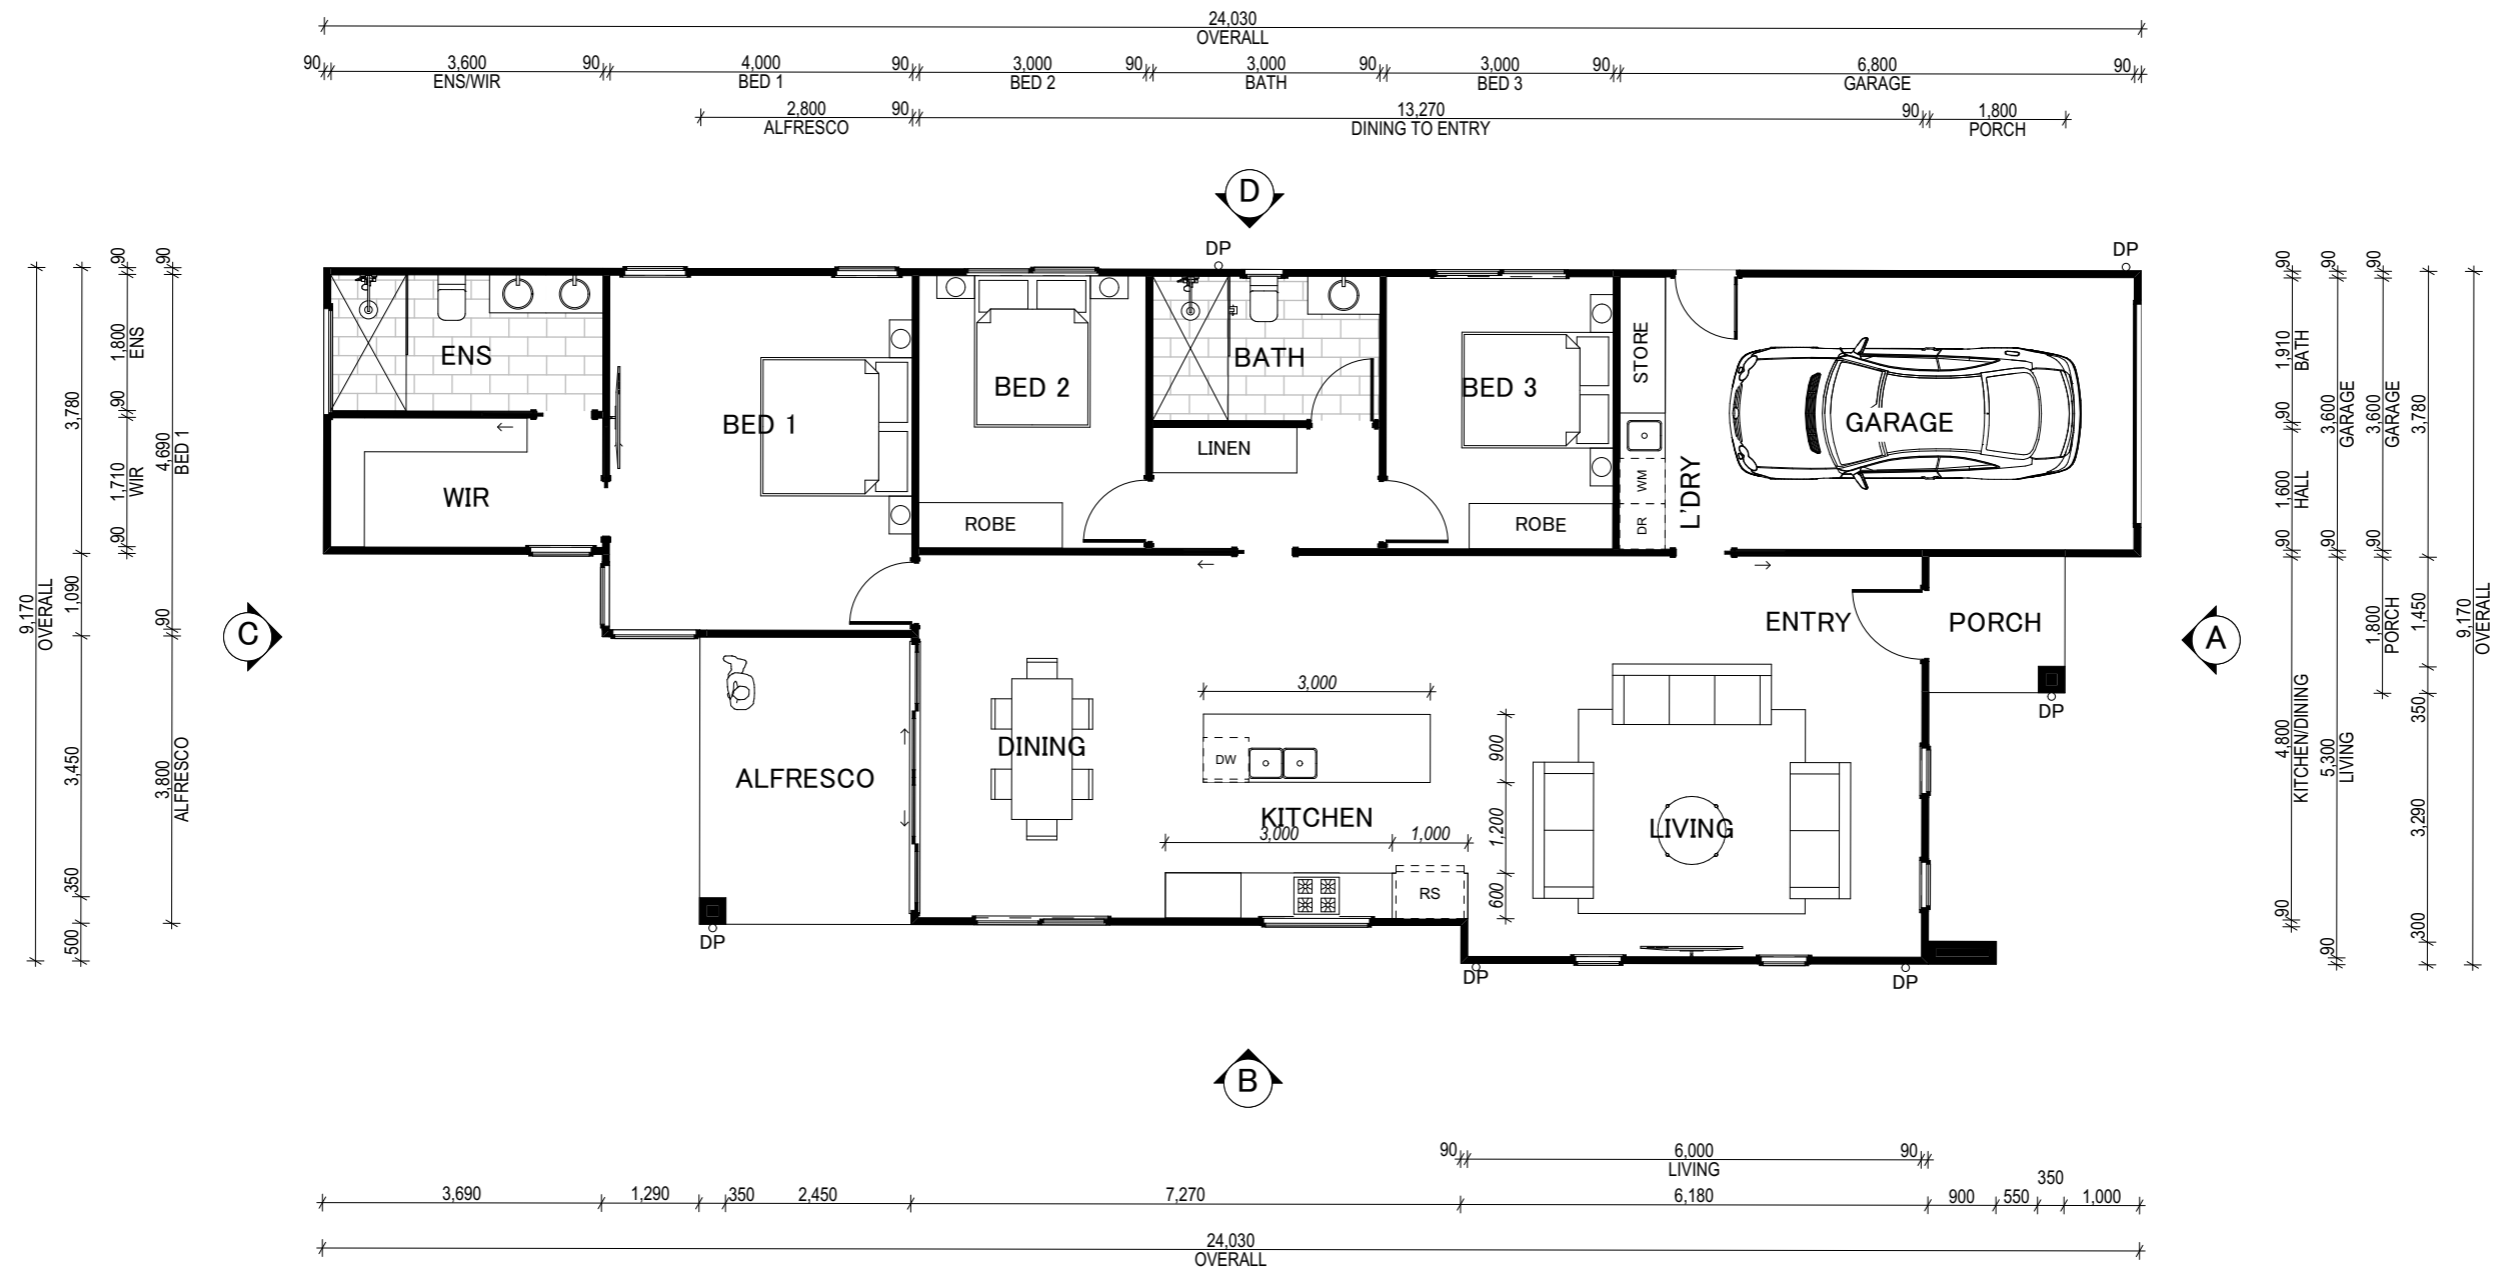 24,030
OVERALL
90 3,600 90 4,000 90 3,000 90 3,000 90 3,000 90 6,800 90
ENS/WIR BED 1 BED 2 BATH BED 3 GARAGE
2,800 90 13,270 90 1,800
ALFRESCO DINING TO ENTRY PORCH
D
DP DP
ENS
BATH
STORE
BED 2
BED 3
BED 1
GARAGE
LINEN
WIR
WM
L'DRY
ROBE
ROBE
DR
ENTRY
PORCH
C
A
3,000
DP
DINING
DW
900
ALFRESCO
KITCHEN
LIVING
3,000 1,000
1,200
RS
600
DP
DP
DP
B
9,170
OVERALL
3,780
1,090
3,450
350
500
90
1,800
ENS
90
1,710
WIR
90
90
4,690
BED 1
90
3,800
ALFRESCO
90
1,910
BATH
90
1,600
HALL
90
4,800
KITCHEN/DINING
90
90
3,600
GARAGE
90
5,300
LIVING
90
90
3,600
GARAGE
90
1,800
PORCH
3,780
1,450
350
3,290
300
9,170
OVERALL
90 6,000 90
LIVING
350
3,690 1,290 350 2,450 7,270 6,180 900 550 1,000
24,030
OVERALL